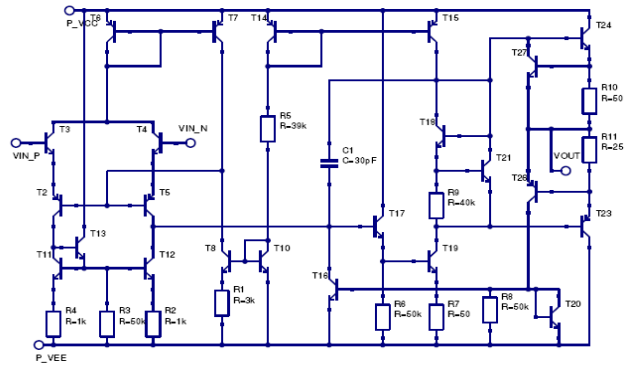 P_VCC
T6
T7
T14
T15
T24
T27
R10
R=50
R5
R=39k
T3
T4
VIN_N
VIN_P
C1
C=30pF
T18
T21
R11
R=25
VOUT
T2
T5
R9
R=40k
T26
T17
T13
T23
T11
T12
T8
T10
T19
T16
R1
R=3k
R4
R=1k
R3
R=50k
R2
R=1k
R6
R=50k
R7
R=50
R8
R=50k
T20
P_VEE